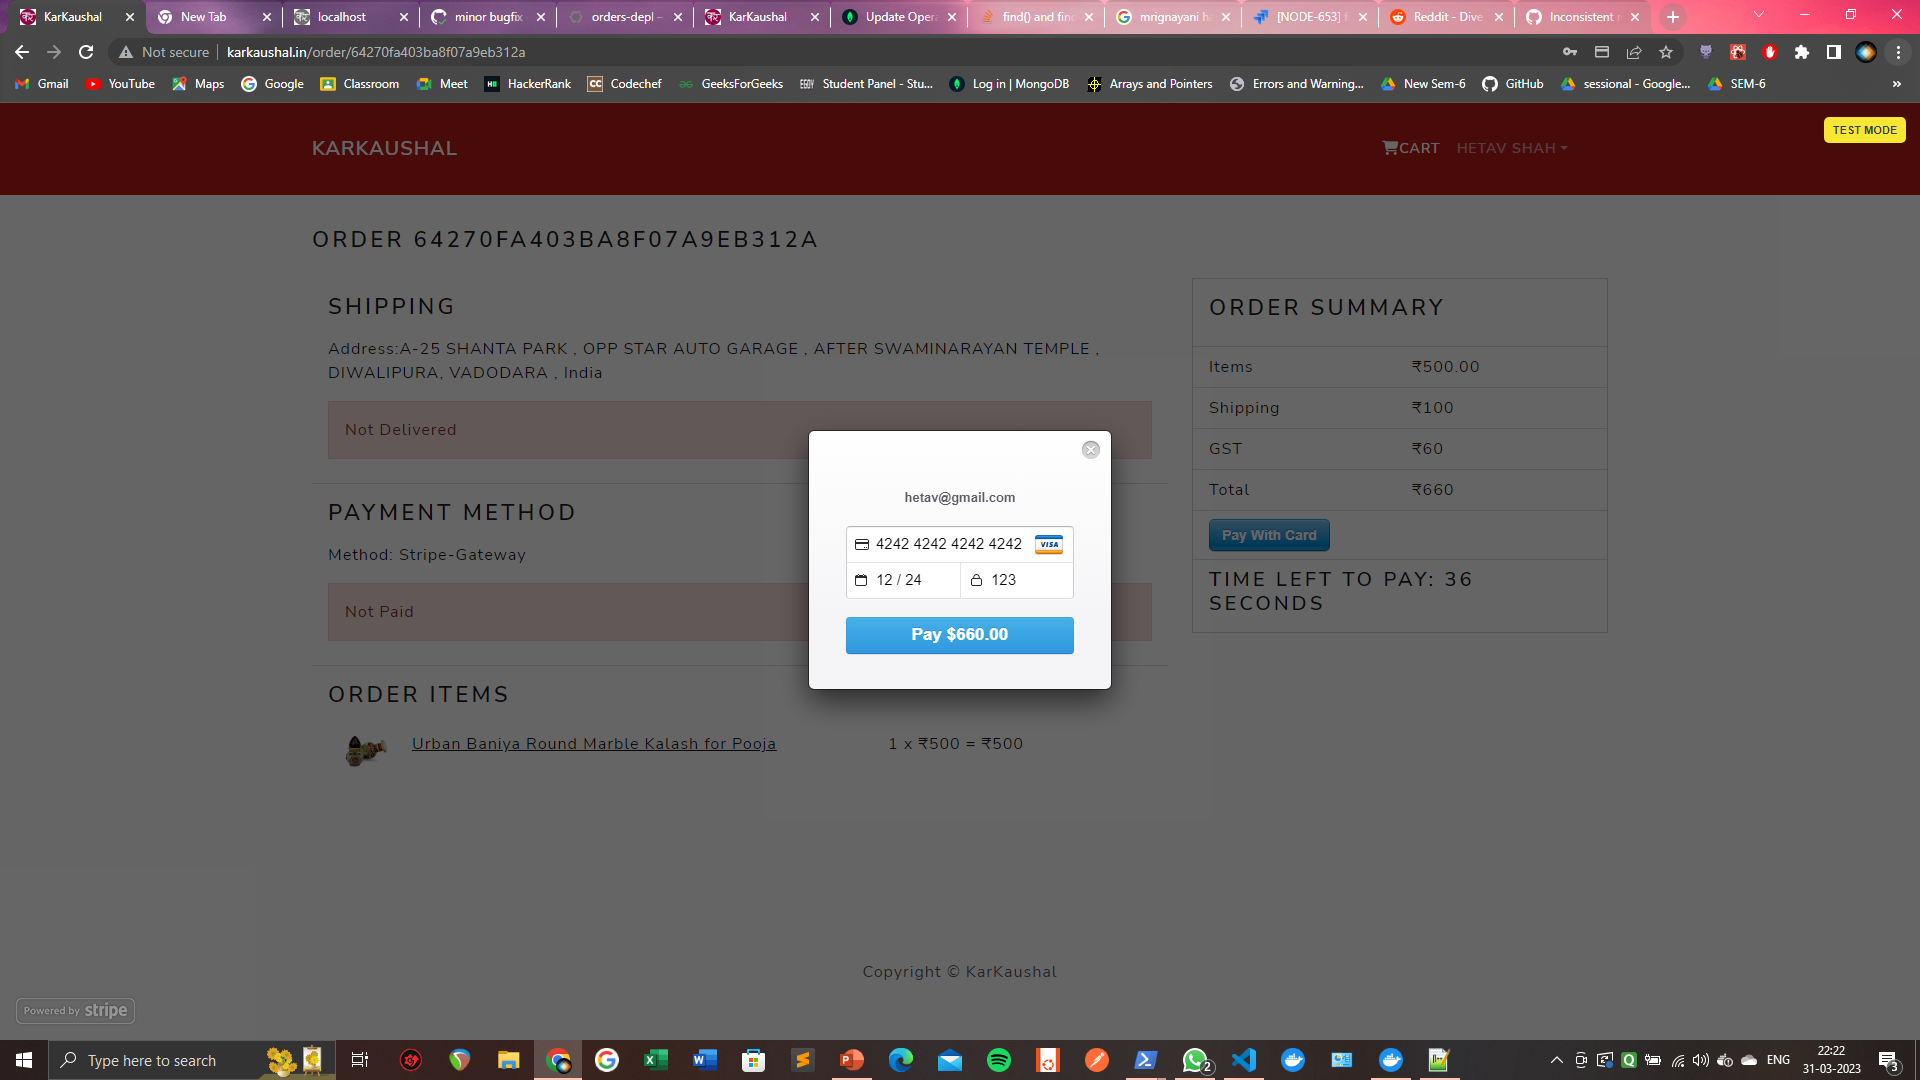 KarKaushal
New Tab
localhost
minor bugfix
orders-depl –
KarKaushal
Update Opera
find() and find
mrignayani ha
[NODE-653] f
Reddit - Dive
Inconsistent r
Not secure
karkaushal.in/order/64270fa403ba8f07a9eb312a
Gmail
YouTube
Maps
Google
Classroom
Meet
HackerRank
Codechef
GeeksForGeeks
Student Panel - Stu...
Log in | MongoDB
Arrays and Pointers
Errors and Warning...
New Sem-6
GitHub
sessional - Google...
SEM-6
»
KARKAUSHAL
CART
HETAV SHAH
TEST MODE
ORDER 64270FA403BA8F07A9EB312A
SHIPPING
Address:A-25 SHANTA PARK , OPP STAR AUTO GARAGE , AFTER SWAMINARAYAN TEMPLE ,
DIWALIPURA, VADODARA , India
Not Delivered
PAYMENT METHOD
Method: Stripe-Gateway
Not Paid
ORDER ITEMS
Urban Baniya Round Marble Kalash for Pooja
1 x ₹500 = ₹500
ORDER SUMMARY
Items ₹500.00
Shipping ₹100
GST ₹60
Total ₹660
Pay With Card
TIME LEFT TO PAY: 36
SECONDS
hetav@gmail.com
4242 4242 4242 4242
VISA
12 / 24
123
Pay $660.00
Copyright © KarKaushal
Powered by stripe
Type here to search
2
ENG
22:22
31-03-2023
3